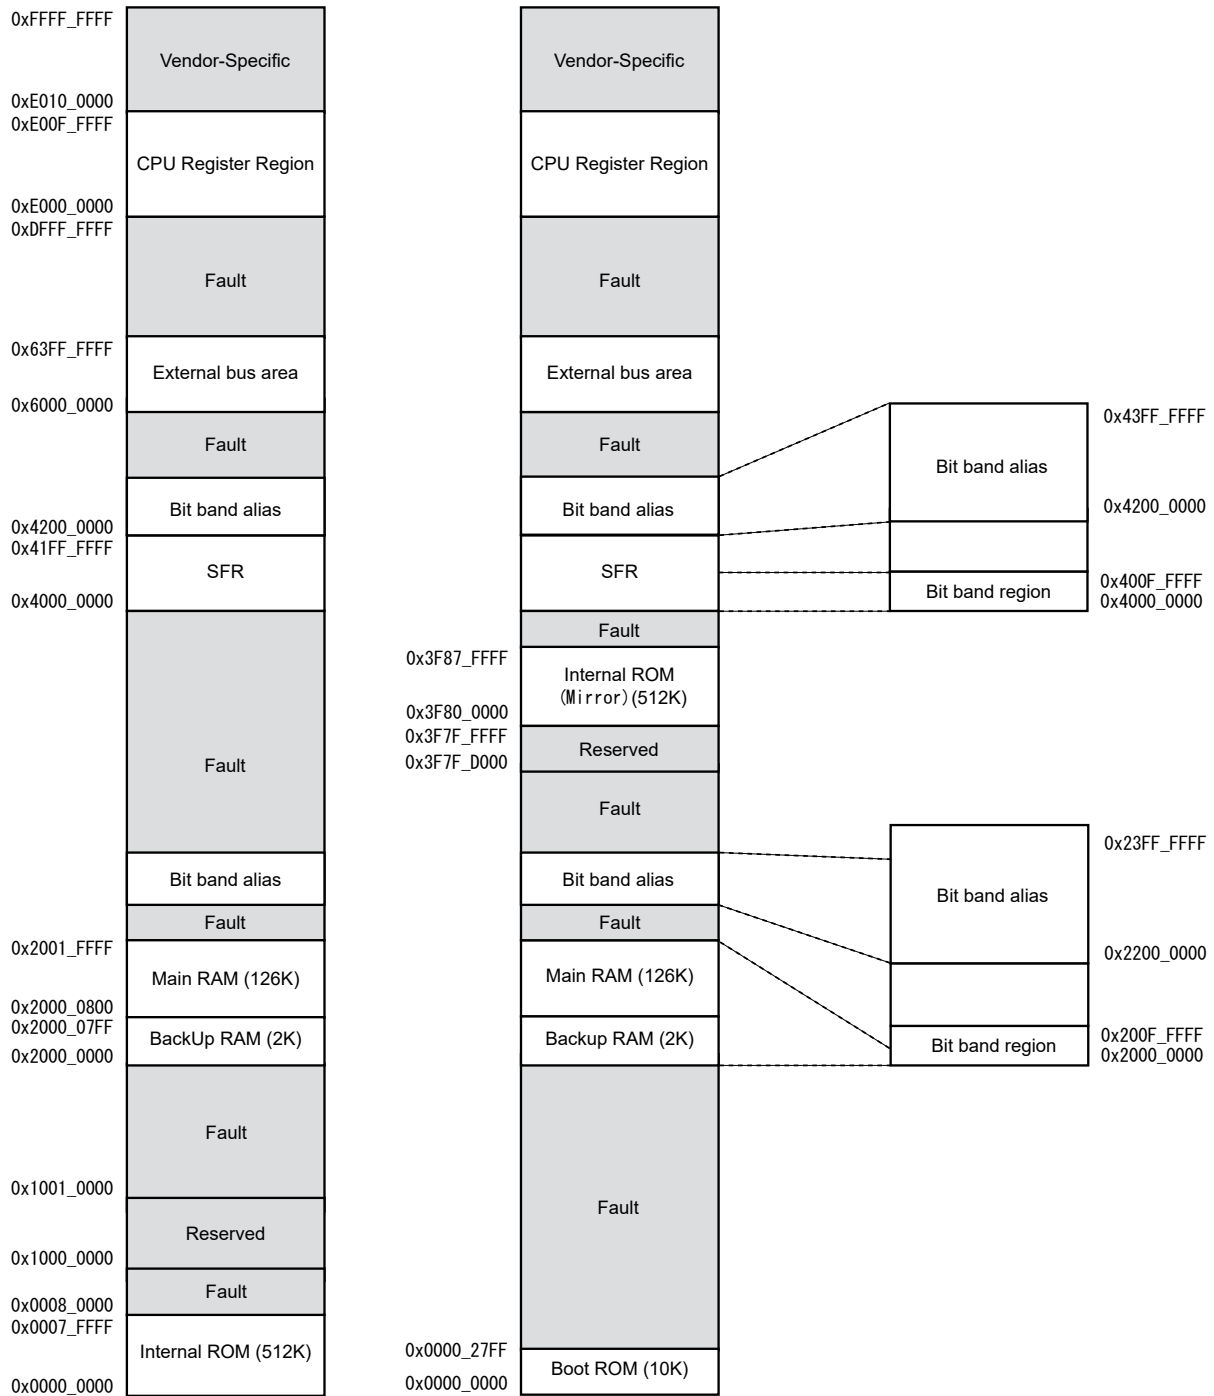 0xFFFF_FFFF
Vendor-Specific
0xE010_0000
0xE00F_FFFF
CPU Register Region
0xE000_0000
0xDFFF_FFFF
Fault
0x63FF_FFFF
External bus area
0x6000_0000
Fault
Bit band alias
0x4200_0000
0x41FF_FFFF
SFR
0x4000_0000
Fault
Bit band alias
Fault
0x2001_FFFF
Main RAM (126K)
0x2000_0800
0x2000_07FF
BackUp RAM (2K)
0x2000_0000
Fault
0x1001_0000
Reserved
0x1000_0000
Fault
0x0008_0000
0x0007_FFFF
Internal ROM (512K)
0x0000_0000
Vendor-Specific
CPU Register Region
Fault
External bus area
Fault
Bit band alias
SFR
Fault
0x3F87_FFFF
Internal ROM
(Mirror)(512K)
0x3F80_0000
0x3F7F_FFFF
Reserved
0x3F7F_D000
Fault
Bit band alias
Fault
Main RAM (126K)
Backup RAM (2K)
Fault
0x0000_27FF
Boot ROM (10K)
0x0000_0000
0x43FF_FFFF
Bit band alias
0x4200_0000
0x400F_FFFF
Bit band region
0x4000_0000
0x23FF_FFFF
Bit band alias
0x2200_0000
0x200F_FFFF
Bit band region
0x2000_0000